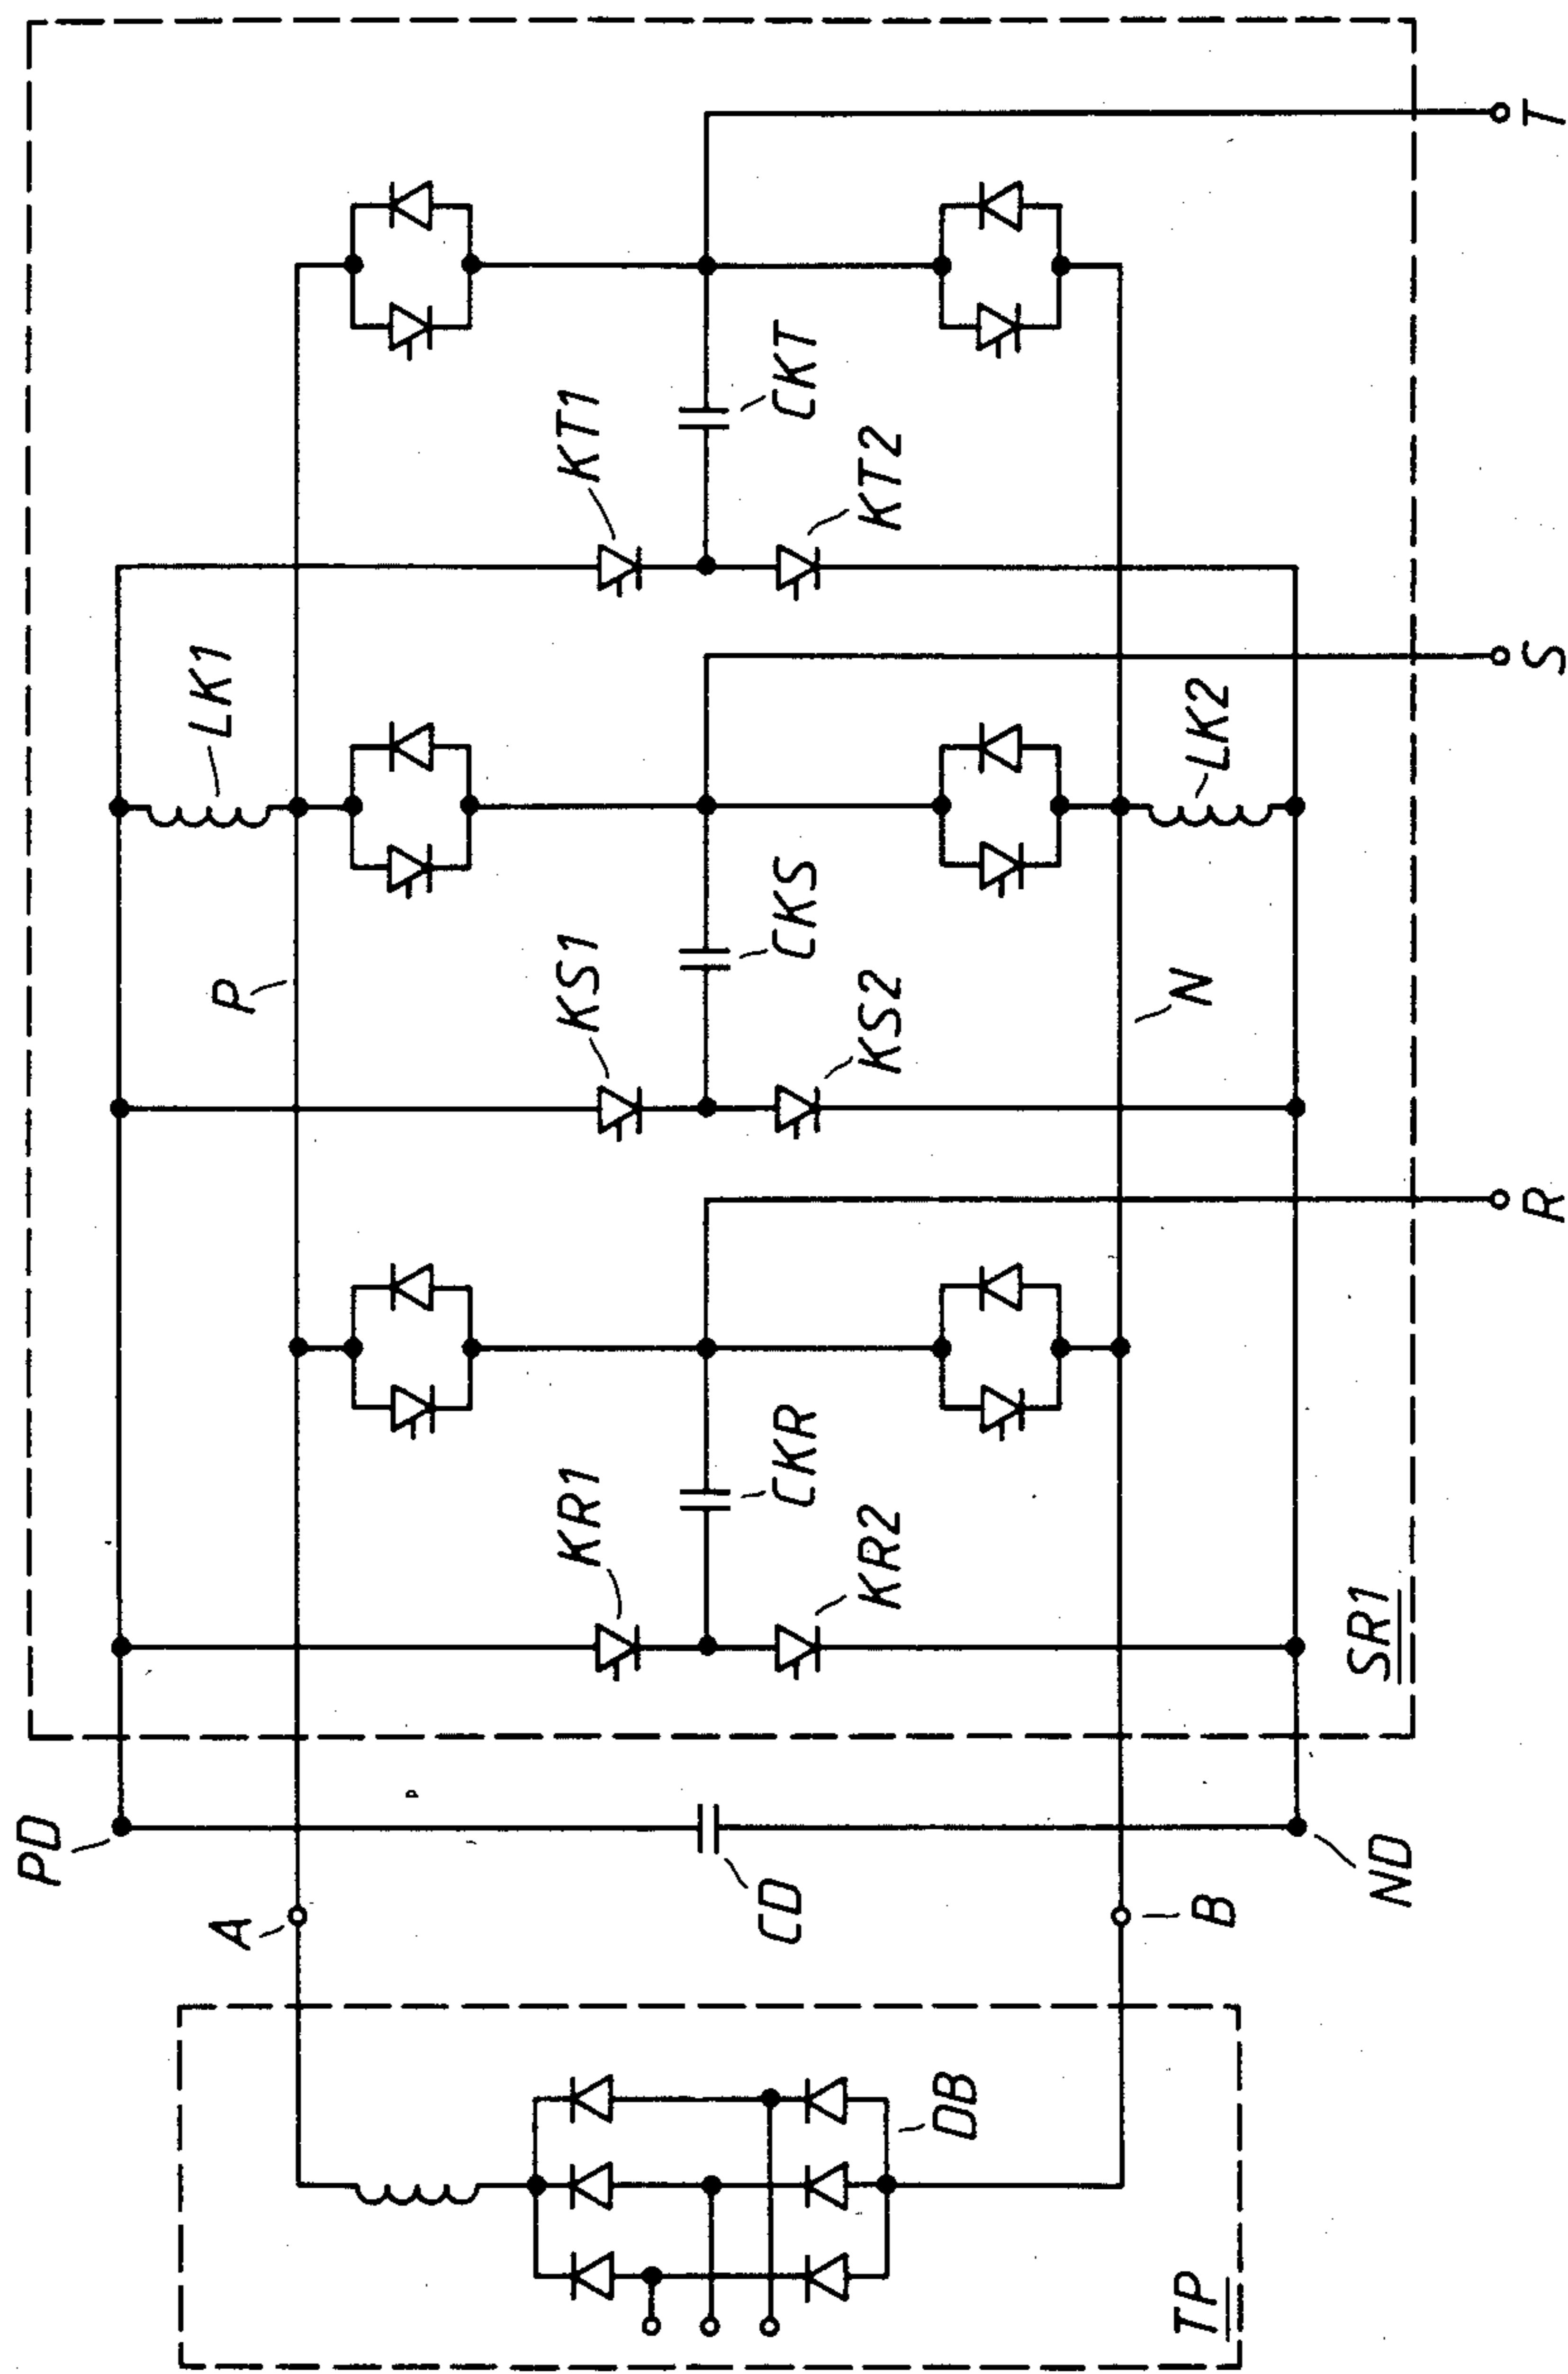 T
S
R
KT1
CKT
KT2
LK1
LK2
P
KS1
CKS
KS2
N
KR1
CKR
KR2
SR1
PD
A
CD
B
ND
DB
TP